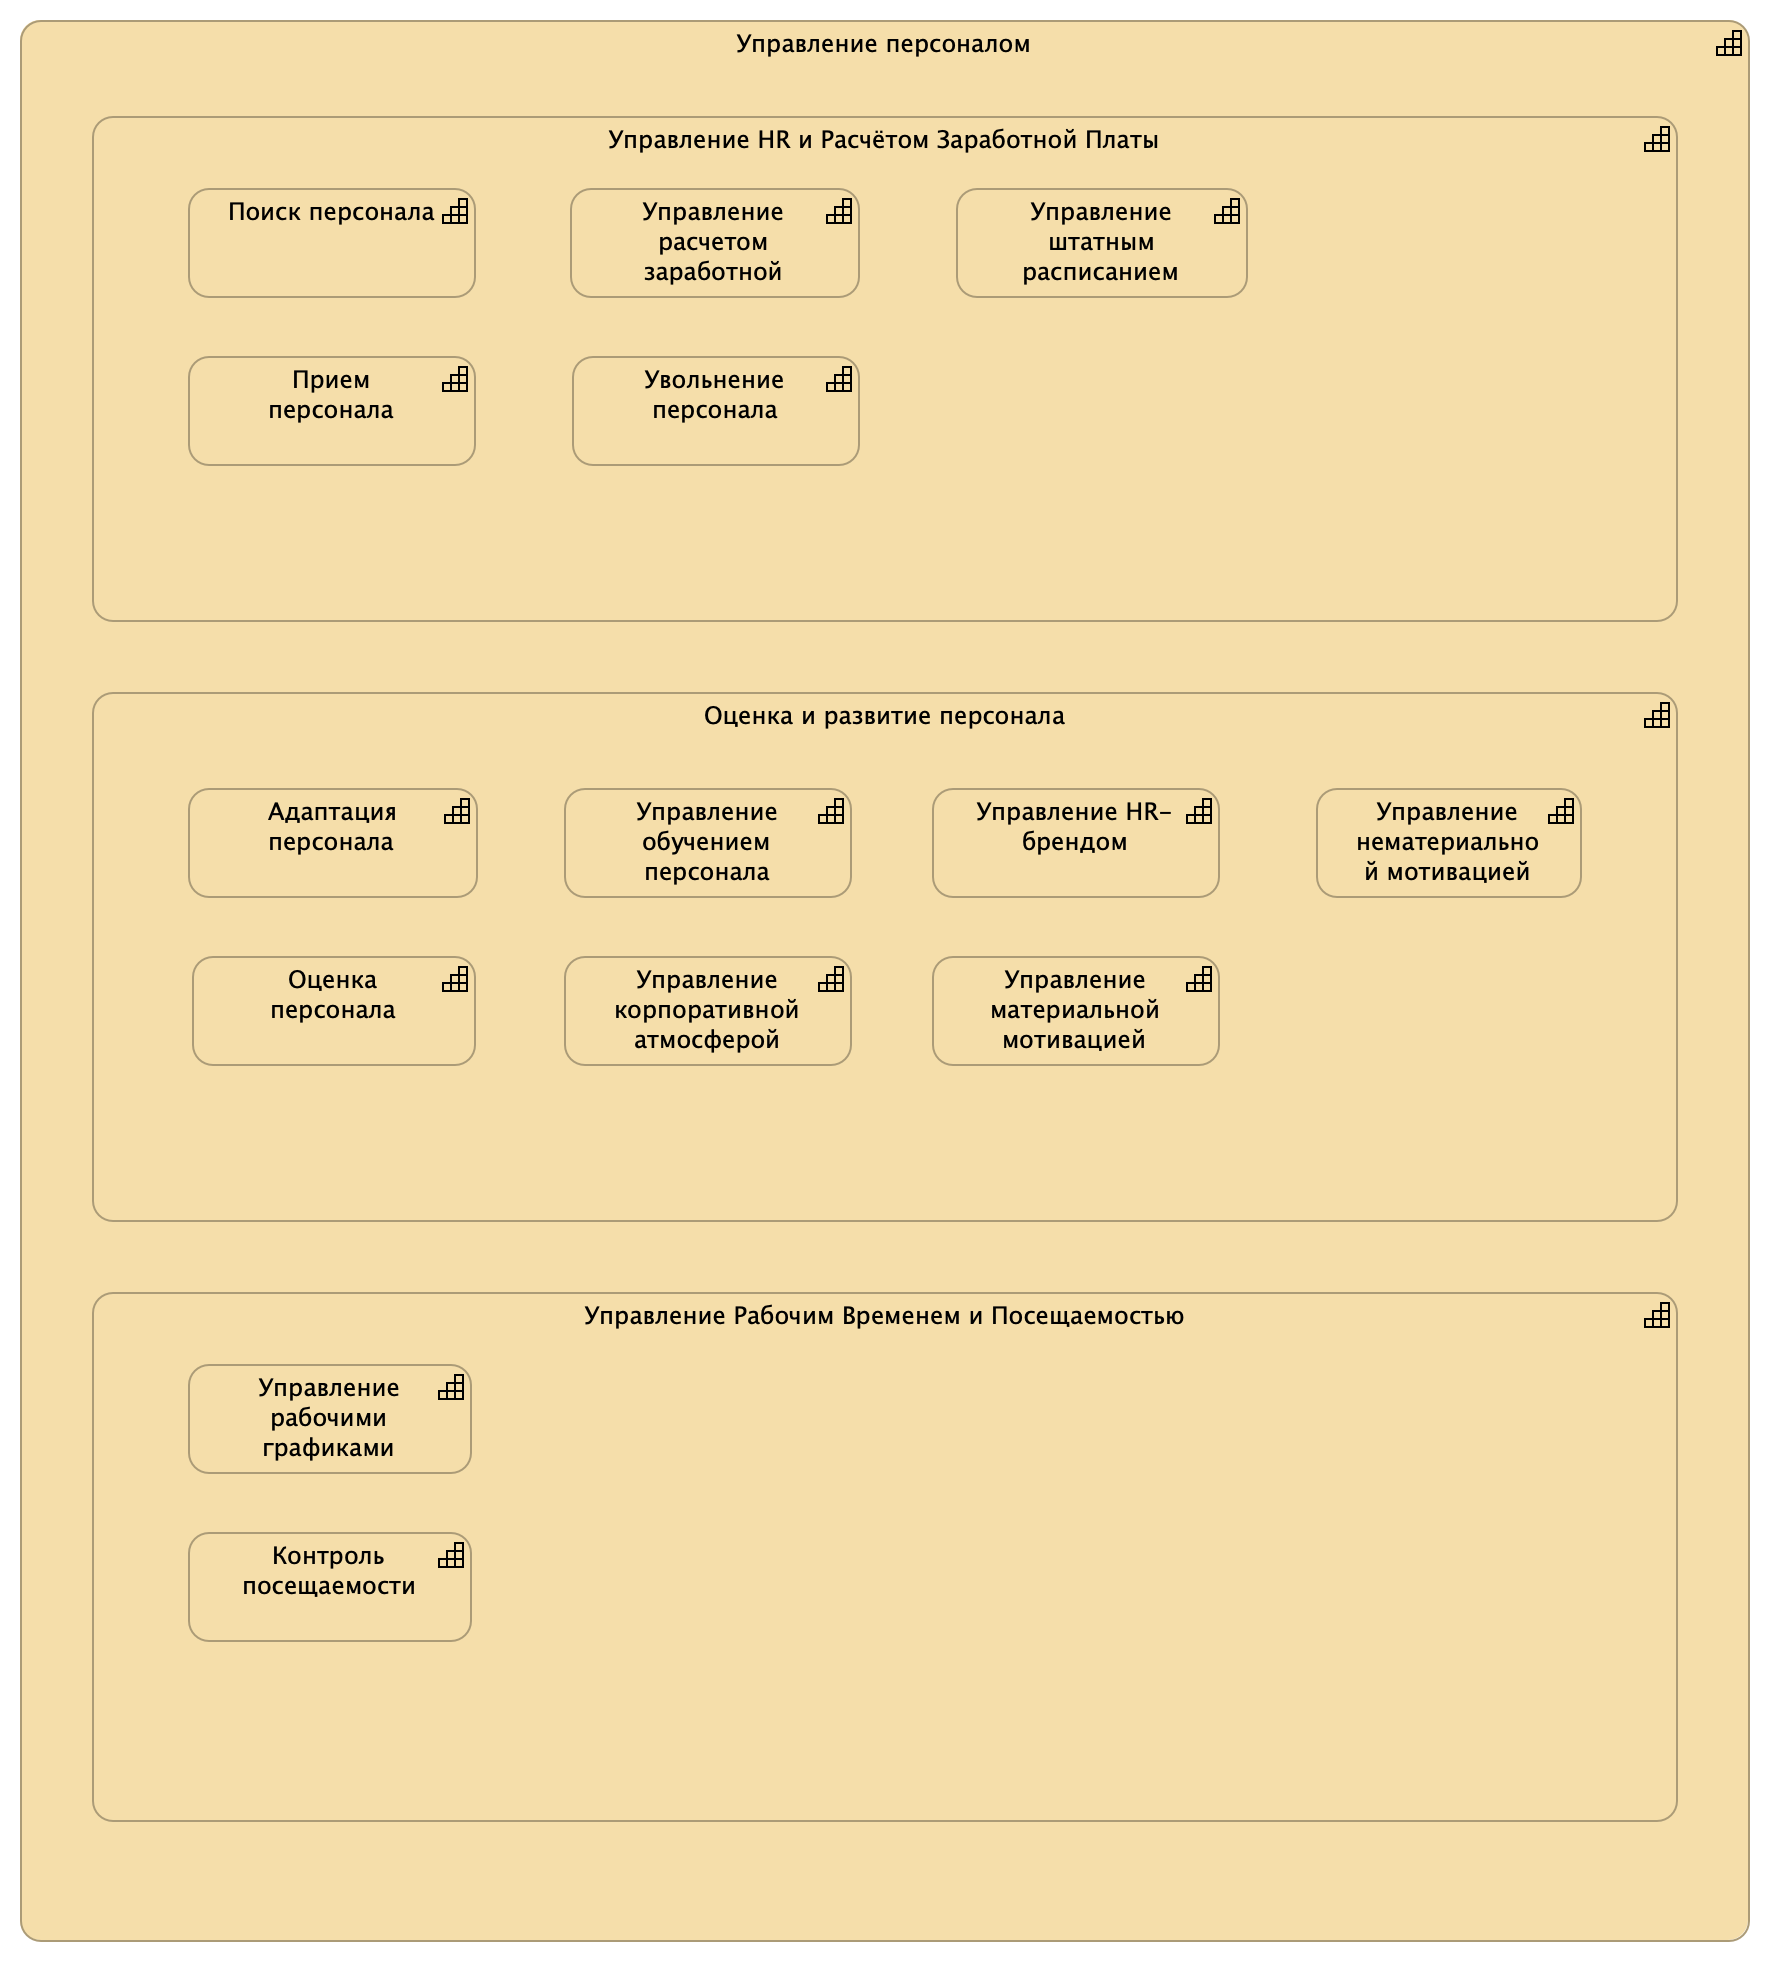 Управление персоналом
Управление HR и Расчётом Заработной Платы
Поиск персонала
Управление
расчетом
заработной
Управление
штатным
расписанием
Прием
персонала
Увольнение
персонала
Оценка и развитие персонала
Адаптация
персонала
Управление
обучением
персонала
Управление HR-
брендом
Управление
нематериально
й мотивацией
Оценка
персонала
Управление
корпоративной
атмосферой
Управление
материальной
мотивацией
Управление Рабочим Временем и Посещаемостью
Управление
рабочими
графиками
Контроль
посещаемости